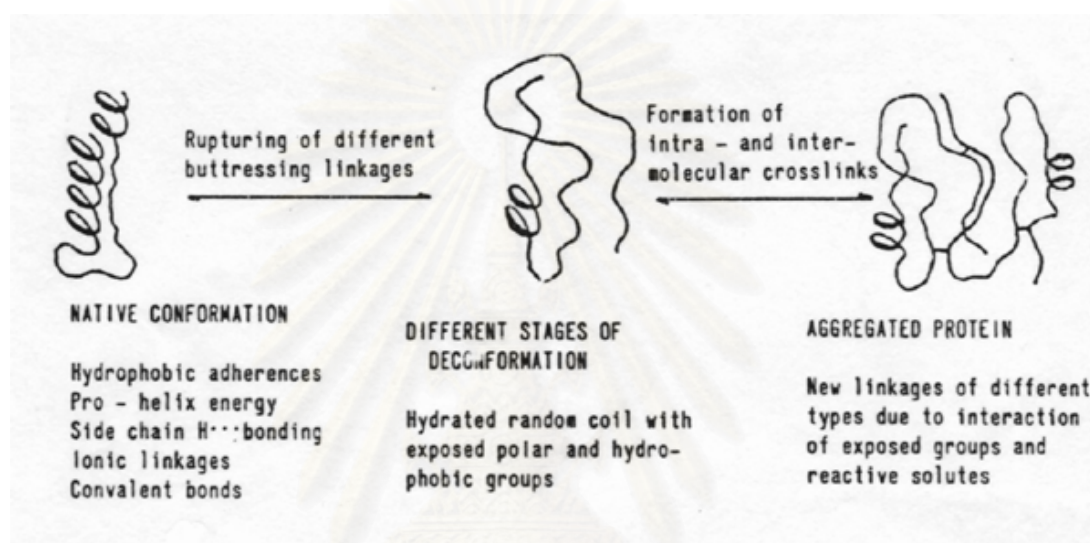 Rupturing of different
buttressing linkages
Formation of
intra - and inter-
molecular crosslinks
NATIVE CONFORMATION
Hydrophobic adherences
Pro - helix energy
Side chain H···bonding
Ionic linkages
Convalent bonds
DIFFERENT STAGES OF
DECONFORMATION
Hydrated random coil with
exposed polar and hydro-
phobic groups
AGGREGATED PROTEIN
New linkages of different
types due to interaction
of exposed groups and
reactive solutes